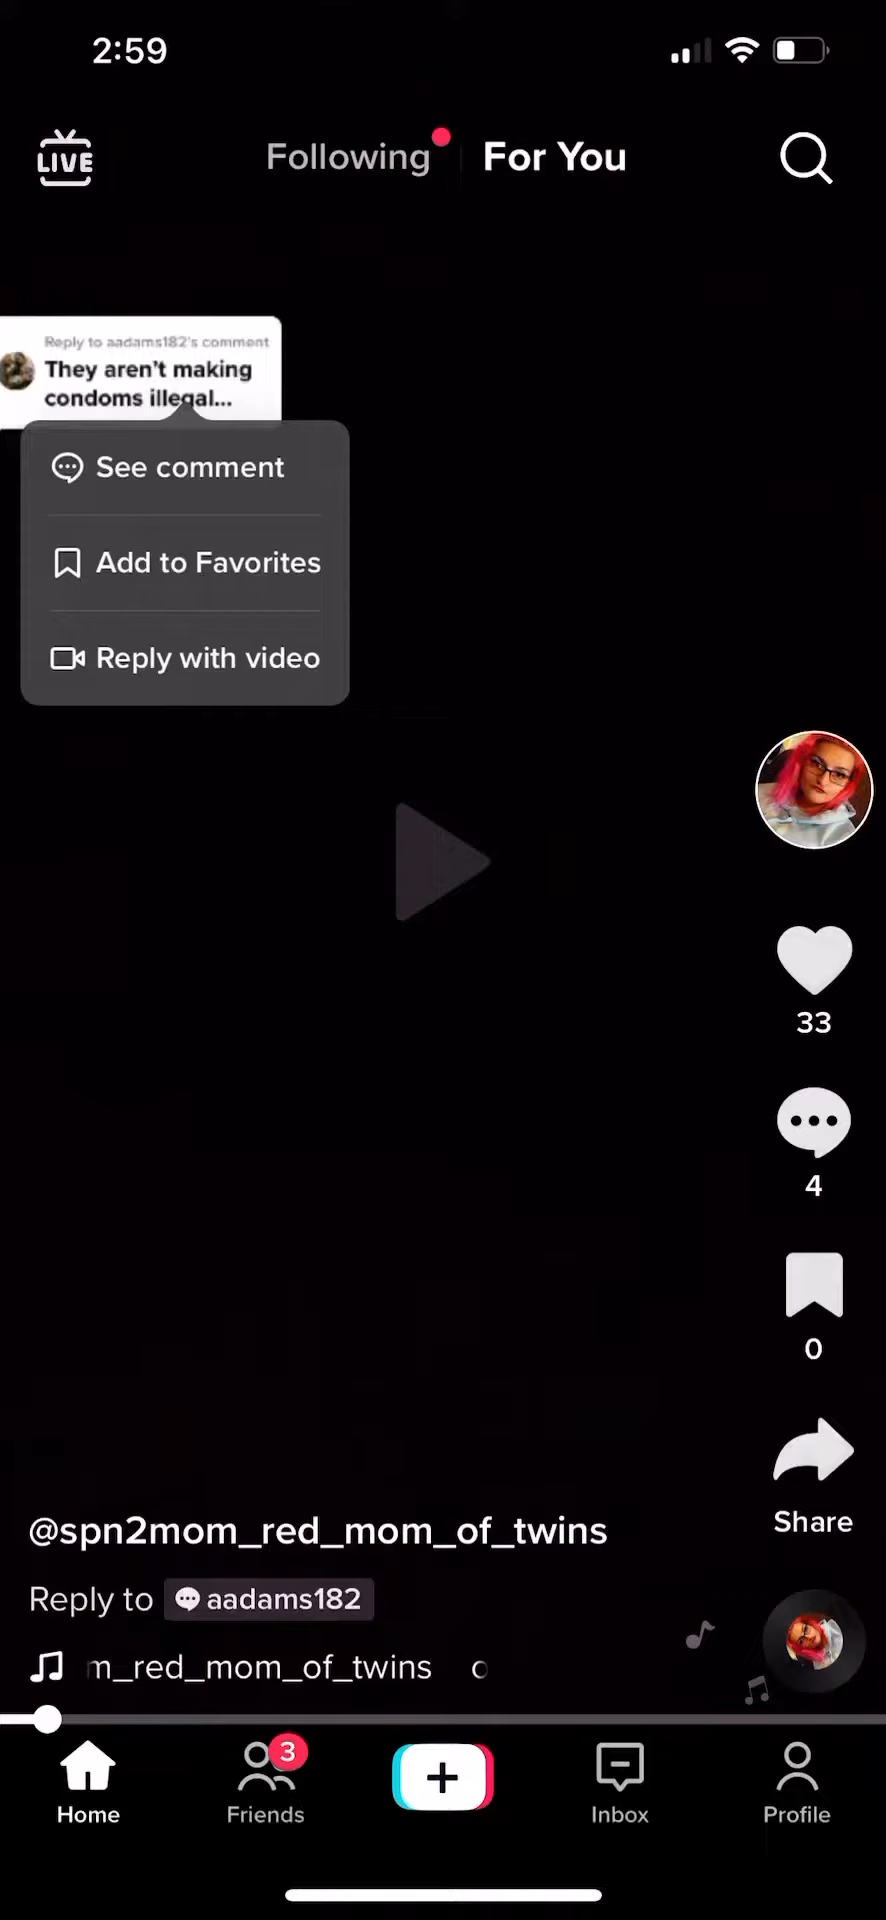 2:59
LIVE
Following
For You
Reply to aadams182's comment
They aren't making
condoms illegal...
See comment
Add to Favorites
Reply with video
33
4
0
Share
@spn2mom_red_mom_of_twins
Reply to aadams182
m_red_mom_of_twins o
3
Home
Friends
Inbox
Profile